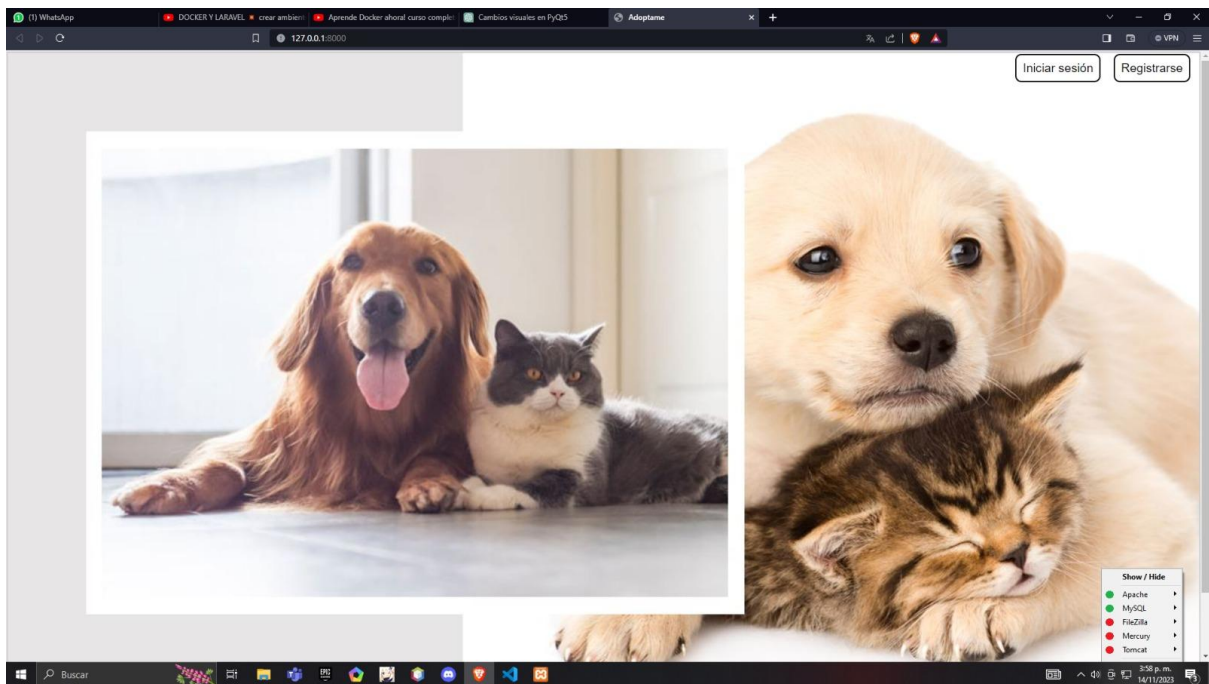 (1) WhatsApp
DOCKER Y LARAVEL
crear ambient
Aprende Docker ahora! curso complet
Cambios visuales en PyQt5
Adoptame
127.0.0.1:8000
VPN
Iniciar sesión
Registrarse
Show / Hide
Apache
MySQL
FileZilla
Mercury
Tomcat
Buscar
EPIC
3:58 p. m.
14/11/2023